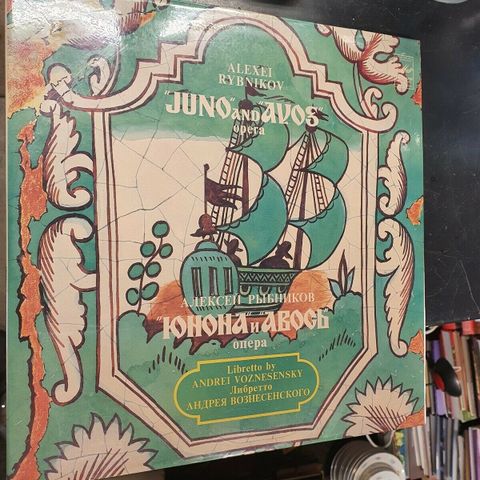 ALEXEI
RYBNIKOV
"JUNO" AND "AVOS"
opera
АЛЕКСЕЙ РЫБНИКОВ
"ЮНОНА" И "АВОСЬ"
опера
Libretto by
ANDREI VOZNESENSKY
Либретто
АНДРЕЯ ВОЗНЕСЕНСКОГО